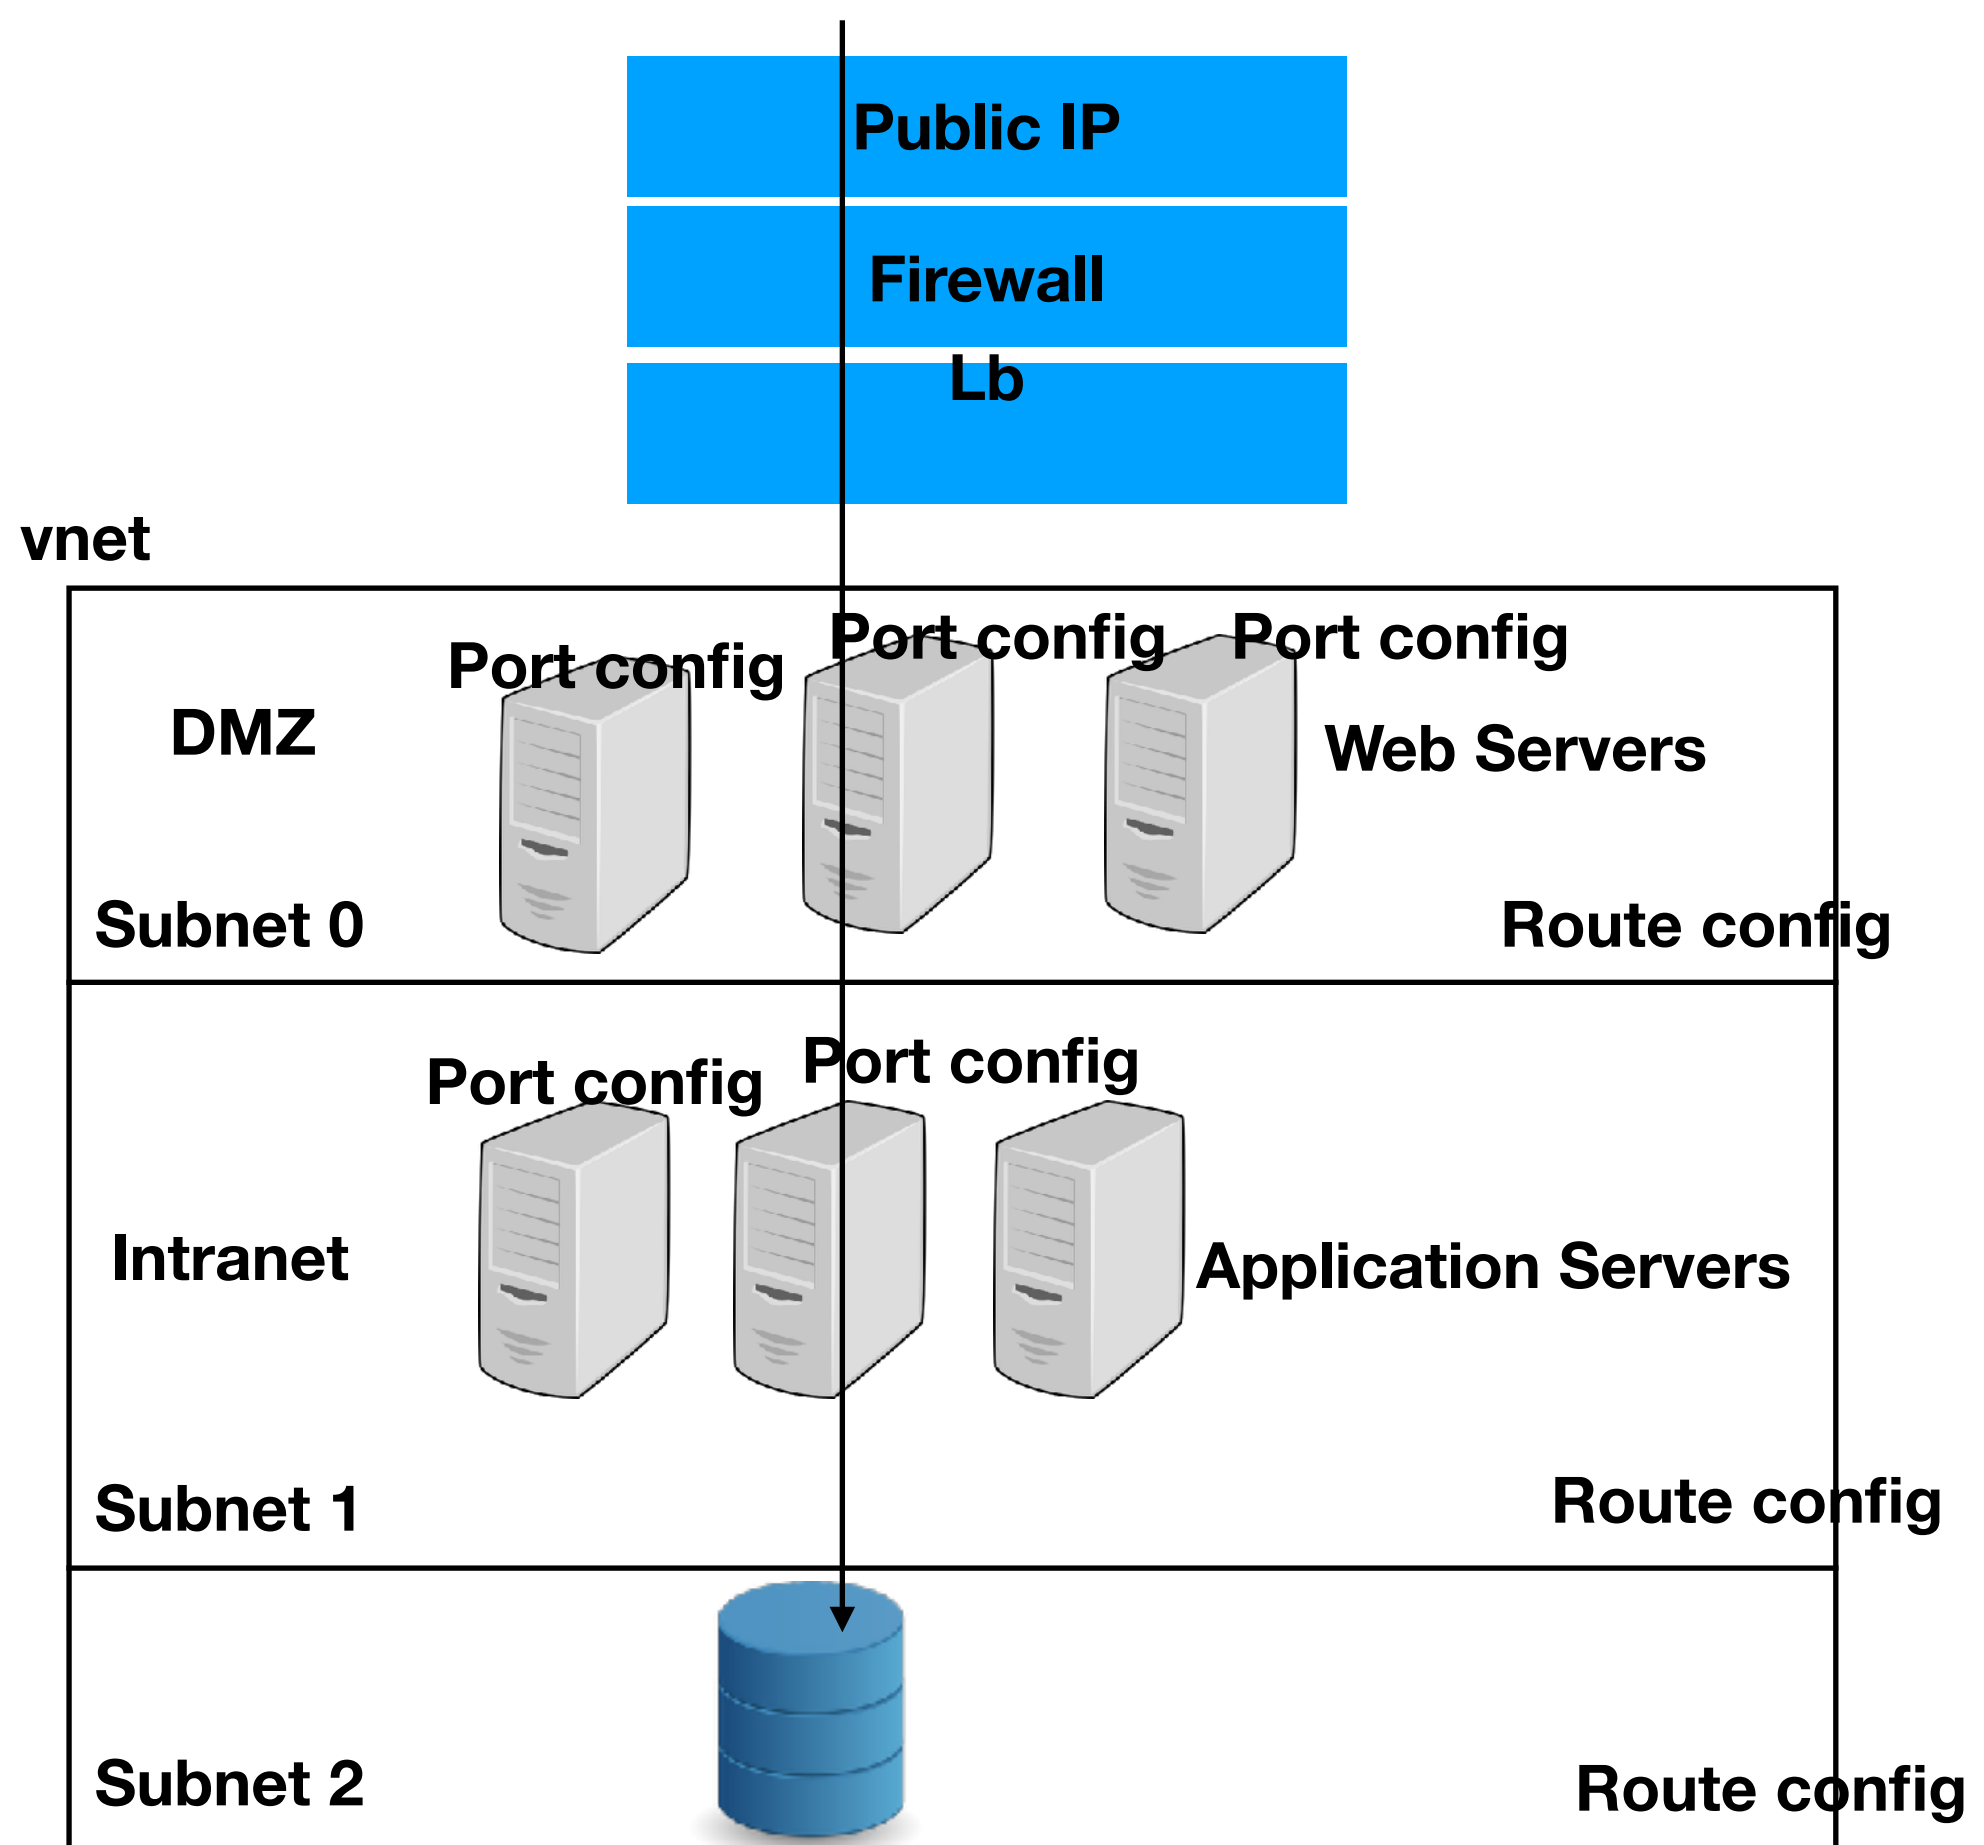 Public IP
Firewall
Lb
vnet
Port config
Port config
Port config
DMZ
Web Servers
Subnet 0
Route config
Port config
Port config
Intranet
Application Servers
Subnet 1
Route config
Subnet 2
Route config